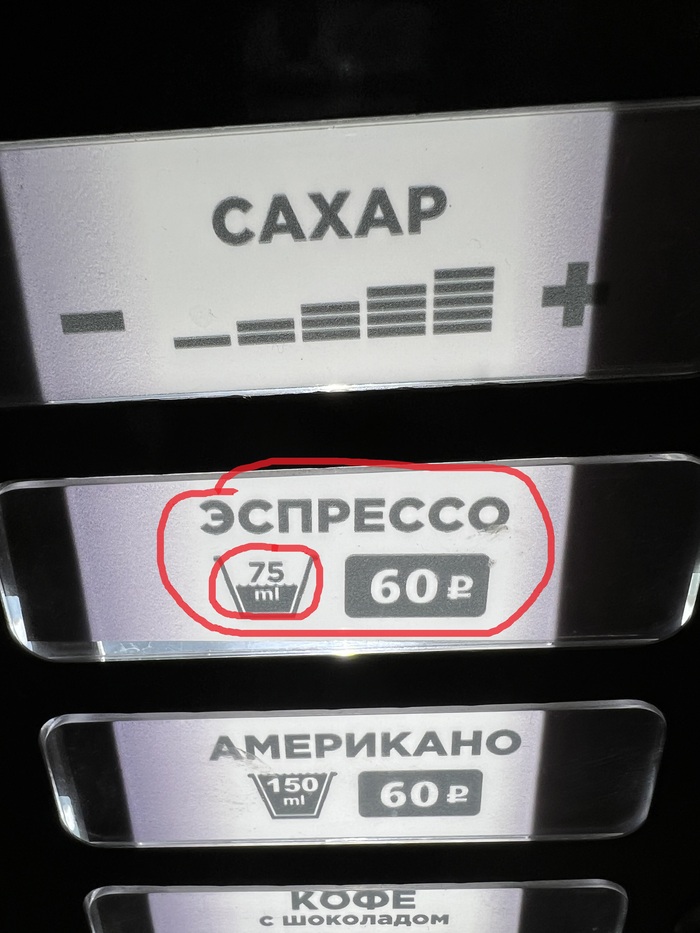 САХАР
- +
ЭСПРЕССО
75 ml 60 ₽
АМЕРИКАНО
150 ml 60 ₽
КОФЕ
с шоколадом